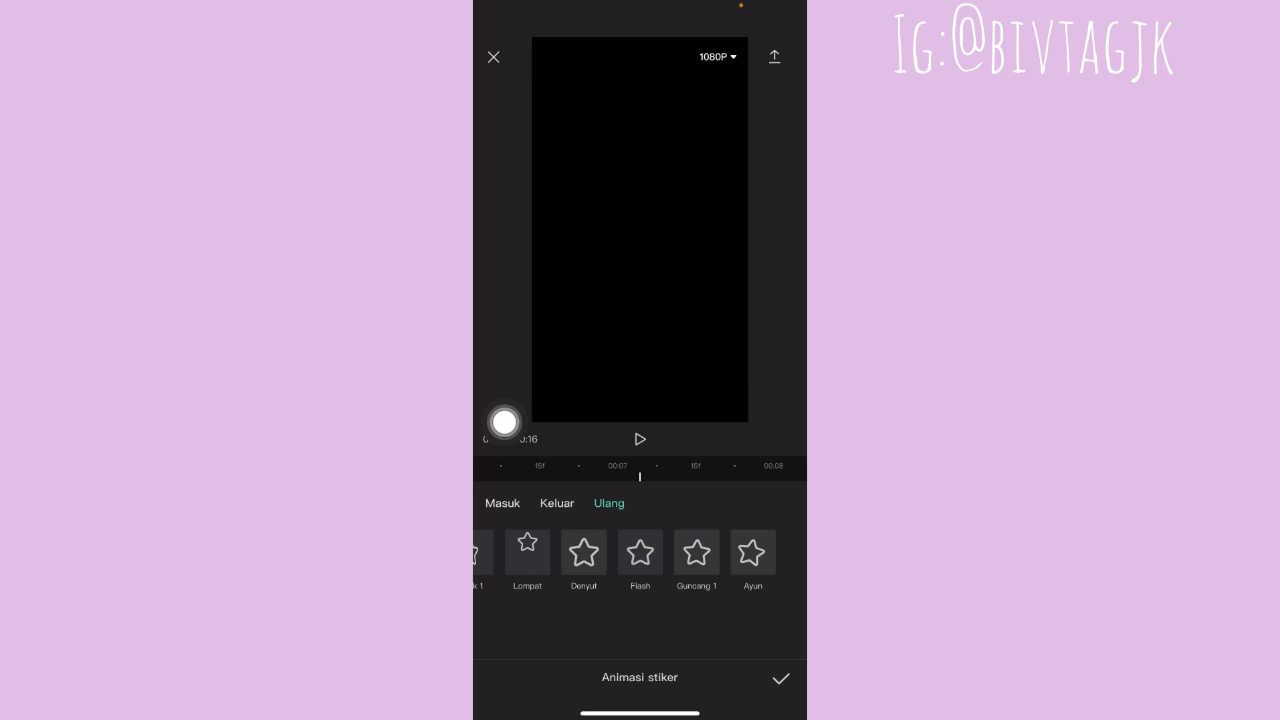 IG:@BIVTAGJK
1080P
0:16
15f 00:07 15f 00:08
Masuk Keluar Ulang
k 1 Lompat Denyut Flash Guncang 1 Ayun
Animasi stiker